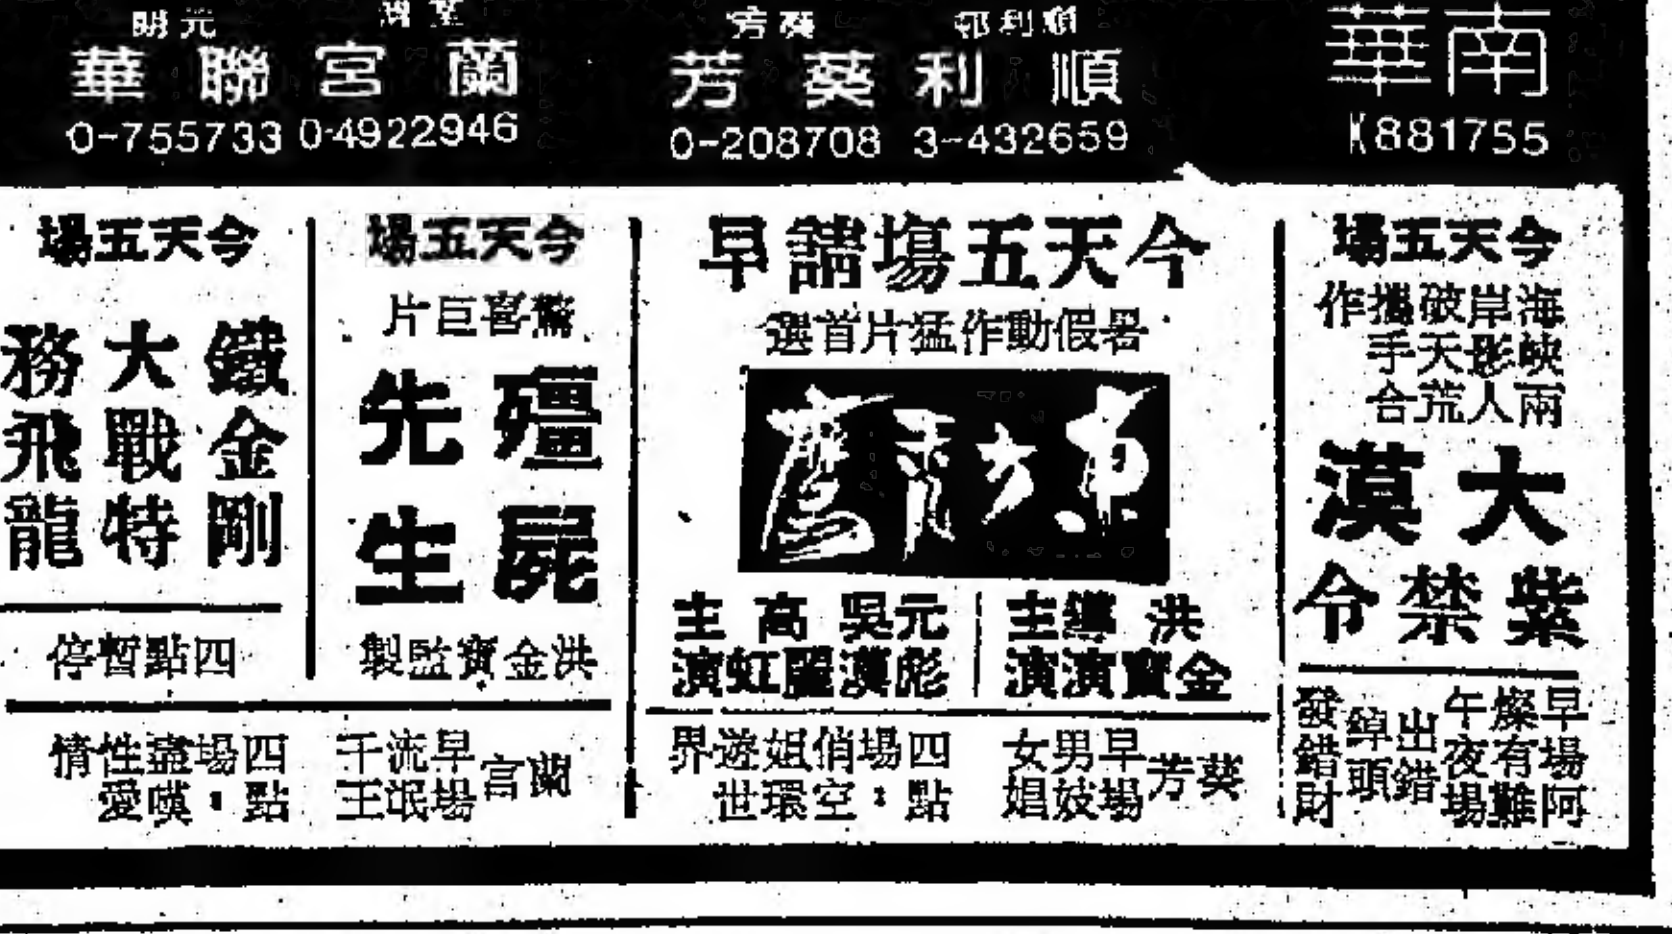 南華
K881755
順利邨
順利
3-432659
葵芳
葵芳
0-208708
蘭宮
0-4922946
元朗
聯華
0-755733
今天五場
海峽兩
岸影人
破天荒
攜手合
作
大漠
紫禁令
早場阿
燦有難
午夜場
出錯
綽頭
發錯財
今天五場請早
暑假動作猛片首選
東方禿鷹
洪金寶
導演
主演
元彪
吳漢
高麗虹
主演
葵芳
早場
男妓
女娼
四點
場：
俏空
姐環
遊世
界
今天五場
驚喜巨片
殭屍
先生
洪金寶監製
今天五場
鐵金剛
大戰特
務飛龍
四點暫停
蘭宮
早場
流氓
千王
四點
場：
盡嘆
性愛
情